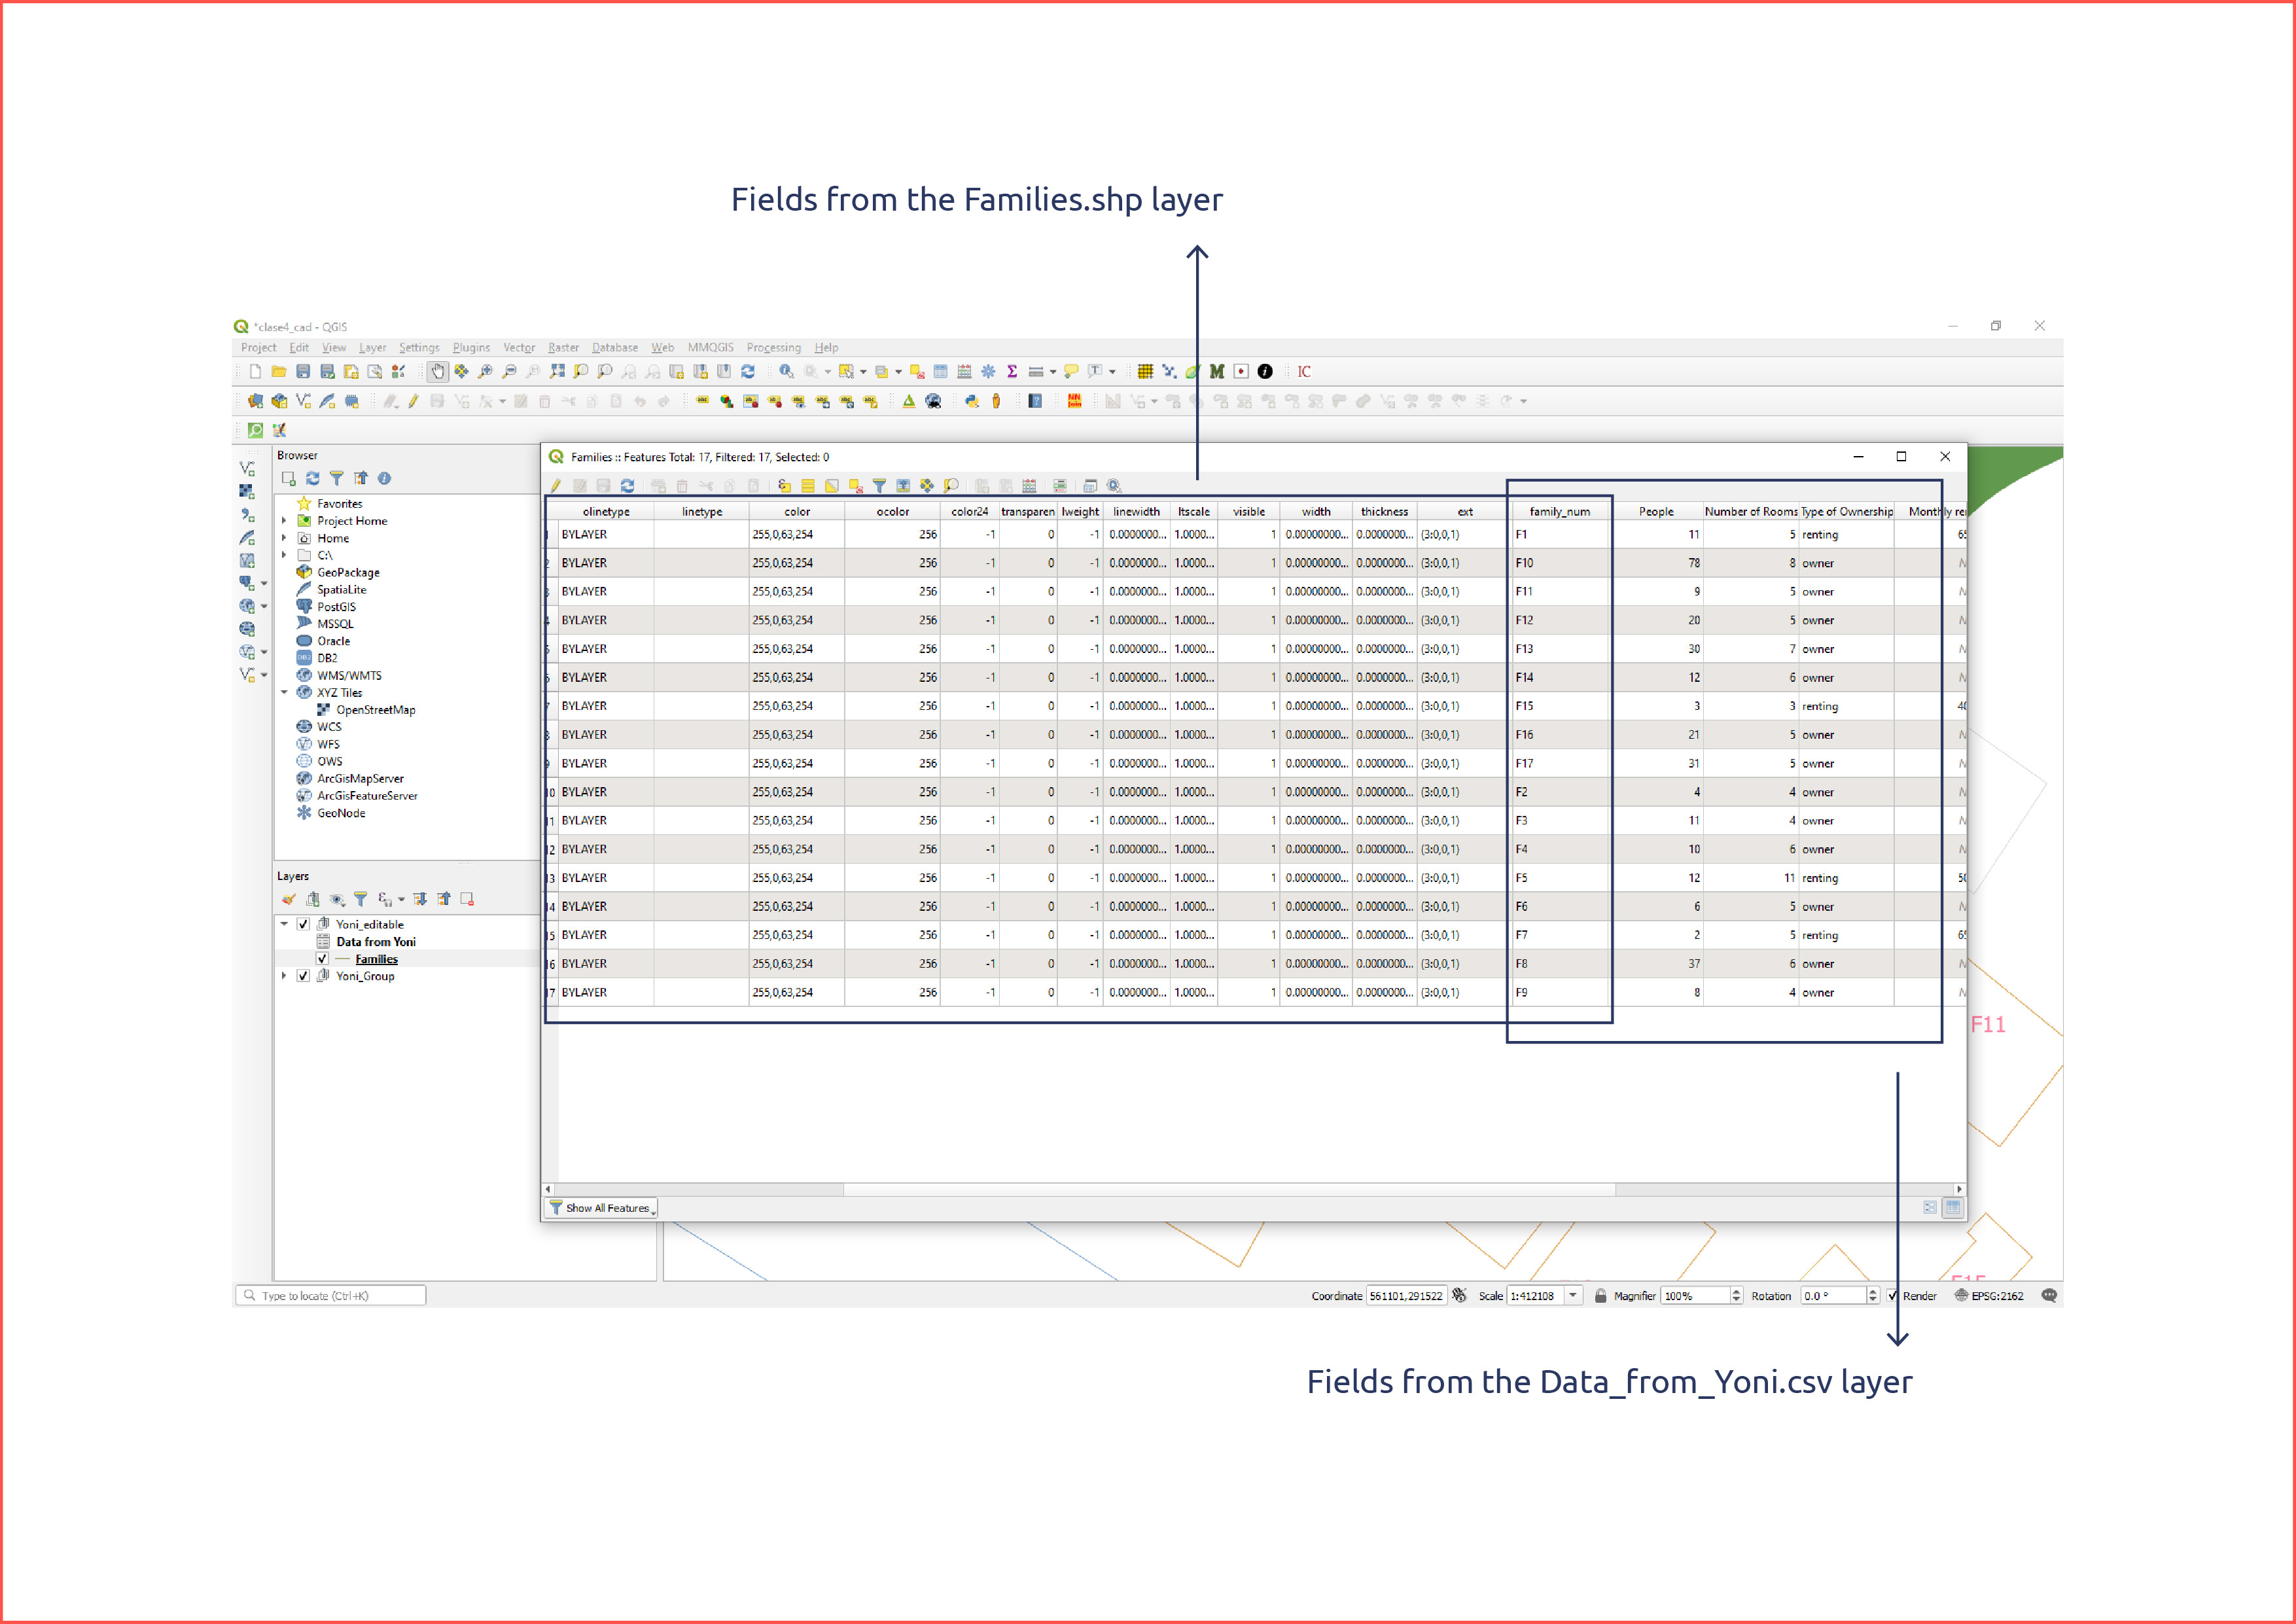 Fields from the Families.shp layer
*clase4_cad - QGIS
Project Edit View Layer Settings Plugins Vector Raster Database Web MMQGIS Processing Help
IC
Browser
Favorites
Project Home
Home
C:\
GeoPackage
SpatiaLite
PostGIS
MSSQL
Oracle
DB2
WMS/WMTS
XYZ Tiles
OpenStreetMap
WCS
WFS
OWS
ArcGisMapServer
ArcGisFeatureServer
GeoNode
Layers
Yoni_editable
Data from Yoni
Families
Yoni_Group
Families :: Features Total: 17, Filtered: 17, Selected: 0
olinetype linetype color ocolor color24 transparen lweight linewidth ltscale visible width thickness ext family_num People Number of Rooms Type of Ownership Monthly re
1 BYLAYER 255,0,63,254 256 -1 0 -1 0.0000000... 1.0000... 1 0.00000000... 0.0000000... (3:0,0,1) F1 11 5 renting 65
2 BYLAYER 255,0,63,254 256 -1 0 -1 0.0000000... 1.0000... 1 0.00000000... 0.0000000... (3:0,0,1) F10 78 8 owner N
3 BYLAYER 255,0,63,254 256 -1 0 -1 0.0000000... 1.0000... 1 0.00000000... 0.0000000... (3:0,0,1) F11 9 5 owner N
4 BYLAYER 255,0,63,254 256 -1 0 -1 0.0000000... 1.0000... 1 0.00000000... 0.0000000... (3:0,0,1) F12 20 5 owner N
5 BYLAYER 255,0,63,254 256 -1 0 -1 0.0000000... 1.0000... 1 0.00000000... 0.0000000... (3:0,0,1) F13 30 7 owner N
6 BYLAYER 255,0,63,254 256 -1 0 -1 0.0000000... 1.0000... 1 0.00000000... 0.0000000... (3:0,0,1) F14 12 6 owner N
7 BYLAYER 255,0,63,254 256 -1 0 -1 0.0000000... 1.0000... 1 0.00000000... 0.0000000... (3:0,0,1) F15 3 3 renting 40
8 BYLAYER 255,0,63,254 256 -1 0 -1 0.0000000... 1.0000... 1 0.00000000... 0.0000000... (3:0,0,1) F16 21 5 owner N
9 BYLAYER 255,0,63,254 256 -1 0 -1 0.0000000... 1.0000... 1 0.00000000... 0.0000000... (3:0,0,1) F17 31 5 owner N
10 BYLAYER 255,0,63,254 256 -1 0 -1 0.0000000... 1.0000... 1 0.00000000... 0.0000000... (3:0,0,1) F2 4 4 owner N
11 BYLAYER 255,0,63,254 256 -1 0 -1 0.0000000... 1.0000... 1 0.00000000... 0.0000000... (3:0,0,1) F3 11 4 owner N
12 BYLAYER 255,0,63,254 256 -1 0 -1 0.0000000... 1.0000... 1 0.00000000... 0.0000000... (3:0,0,1) F4 10 6 owner N
13 BYLAYER 255,0,63,254 256 -1 0 -1 0.0000000... 1.0000... 1 0.00000000... 0.0000000... (3:0,0,1) F5 12 11 renting 50
14 BYLAYER 255,0,63,254 256 -1 0 -1 0.0000000... 1.0000... 1 0.00000000... 0.0000000... (3:0,0,1) F6 6 5 owner N
15 BYLAYER 255,0,63,254 256 -1 0 -1 0.0000000... 1.0000... 1 0.00000000... 0.0000000... (3:0,0,1) F7 2 5 renting 65
16 BYLAYER 255,0,63,254 256 -1 0 -1 0.0000000... 1.0000... 1 0.00000000... 0.0000000... (3:0,0,1) F8 37 6 owner N
17 BYLAYER 255,0,63,254 256 -1 0 -1 0.0000000... 1.0000... 1 0.00000000... 0.0000000... (3:0,0,1) F9 8 4 owner N
F11
Show All Features
F15
Type to locate (Ctrl+K)
Coordinate 561101,291522 Scale 1:412108 Magnifier 100% Rotation 0.0 ° Render EPSG:2162
Fields from the Data_from_Yoni.csv layer